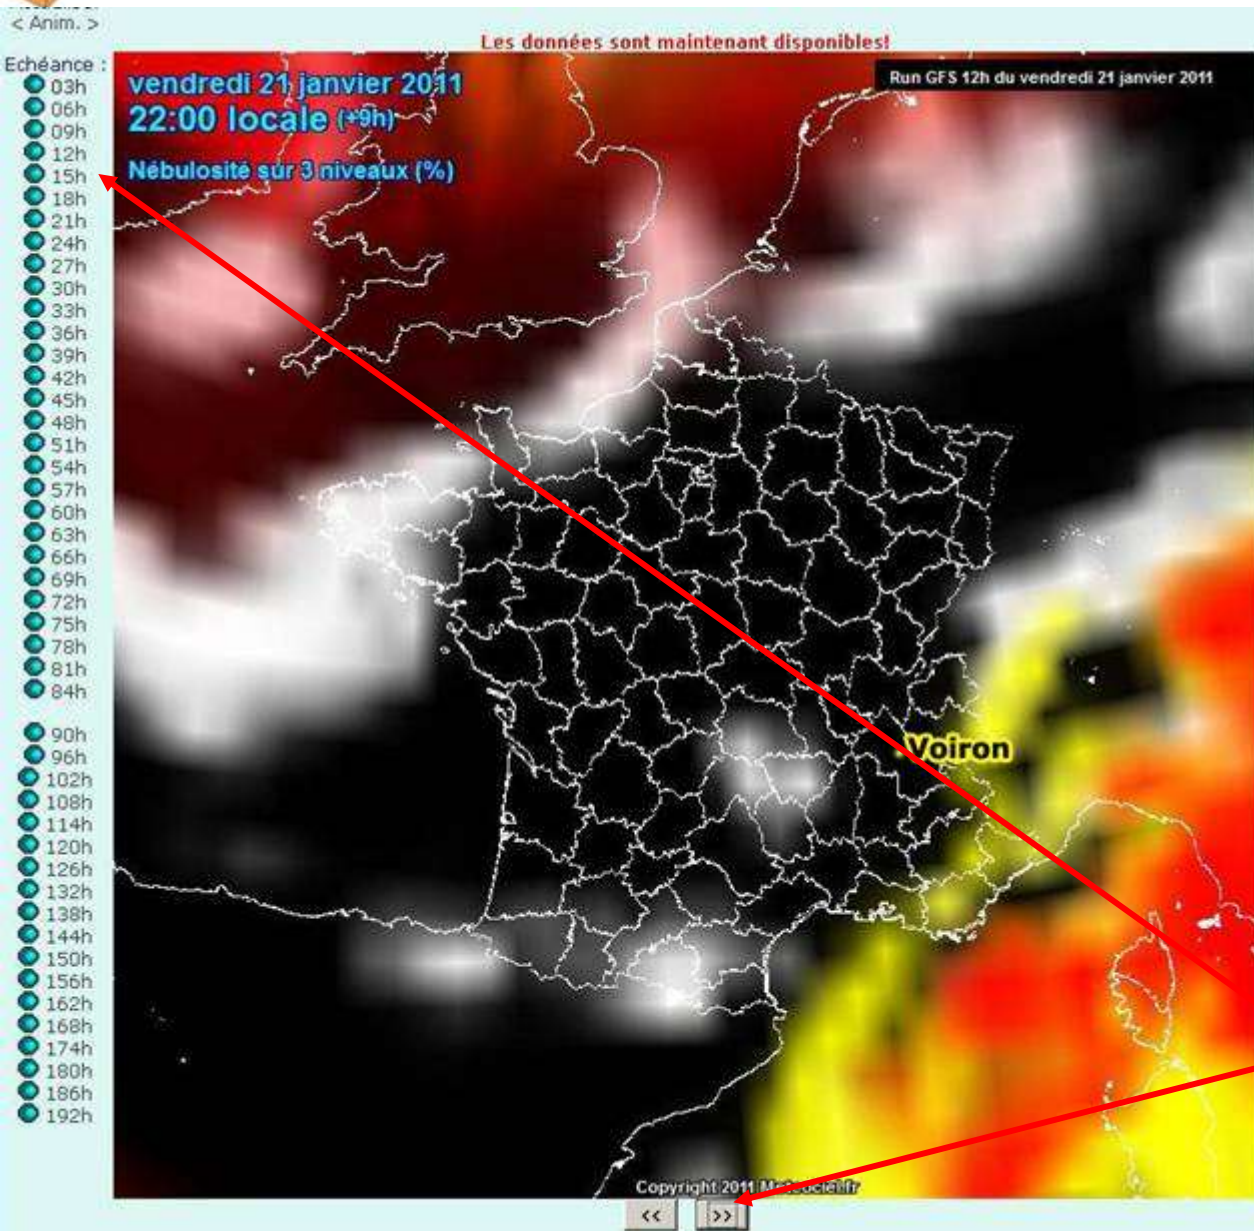 < Anim. >
Les données sont maintenant disponibles!
Echéance :
03h
06h
09h
12h
15h
18h
21h
24h
27h
30h
33h
36h
39h
42h
45h
48h
51h
54h
57h
60h
63h
66h
69h
72h
75h
78h
81h
84h
90h
96h
102h
108h
114h
120h
126h
132h
138h
144h
150h
156h
162h
168h
174h
180h
186h
192h
vendredi 21 janvier 2011
22:00 locale (+9h)
Nébulosité sur 3 niveaux (%)
Run GFS 12h du vendredi 21 janvier 2011
Voiron
Copyright 2011 Meteociel.fr
<< >>